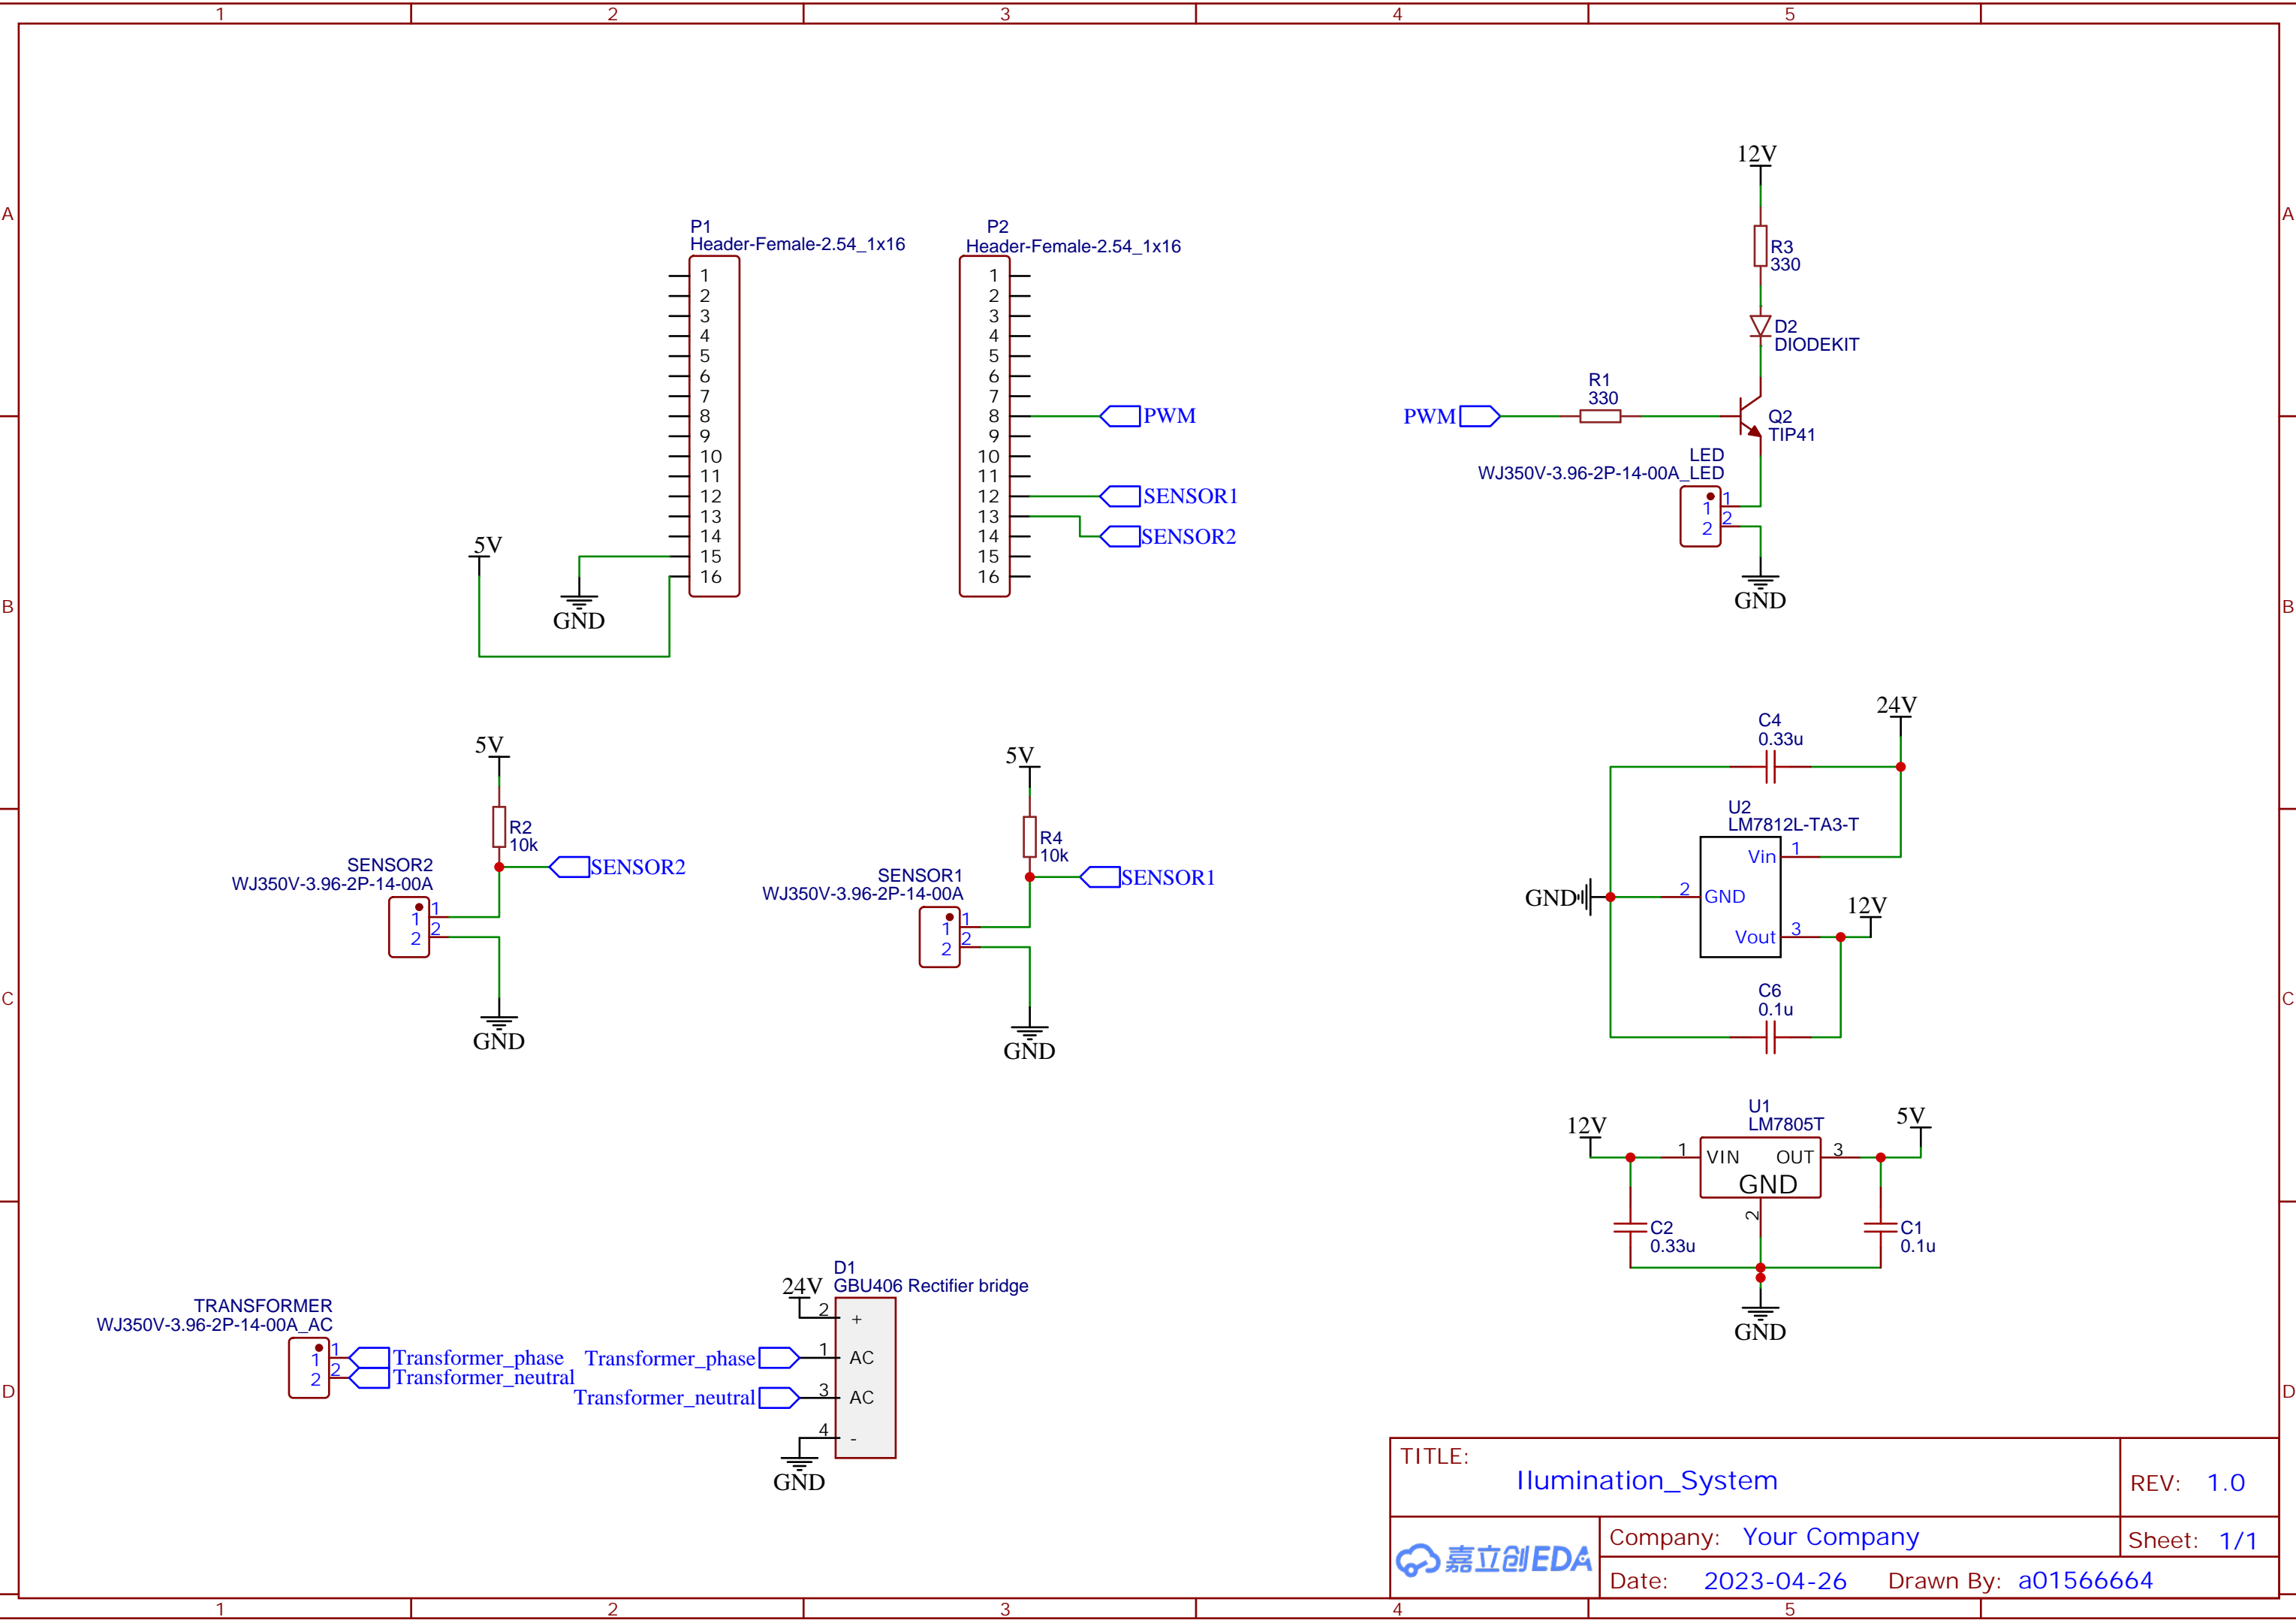 1 2 3 4 5
A A
B B
C C
D D
12V
R3
330
D2
DIODEKIT
R1
330
PWM
Q2
TIP41
LED
WJ350V-3.96-2P-14-00A_LED
1
1
2
2
GND
P1
Header-Female-2.54_1x16
1
2
3
4
5
6
7
8
9
10
11
12
13
14
15
16
5V
GND
P2
Header-Female-2.54_1x16
1
2
3
4
5
6
7
8
9
10
11
12
13
14
15
16
PWM
SENSOR1
SENSOR2
5V
R2
10k
SENSOR2
SENSOR2
WJ350V-3.96-2P-14-00A
1
1
2
2
GND
5V
R4
10k
SENSOR1
SENSOR1
WJ350V-3.96-2P-14-00A
1
1
2
2
GND
24V
C4
0.33u
U2
LM7812L-TA3-T
Vin 1
GND 2 GND
12V
Vout 3
C6
0.1u
U1
LM7805T
12V
5V
1 VIN OUT 3
GND
2
C2
0.33u
C1
0.1u
GND
TRANSFORMER
WJ350V-3.96-2P-14-00A_AC
1
1
2
2
Transformer_phase
Transformer_neutral
D1
GBU406 Rectifier bridge
24V
2 +
Transformer_phase 1 AC
Transformer_neutral 3 AC
4 -
GND
TITLE:
Ilumination_System
REV: 1.0
嘉立创EDA
Company: Your Company
Sheet: 1/1
Date: 2023-04-26 Drawn By: a01566664
1 2 3 4 5